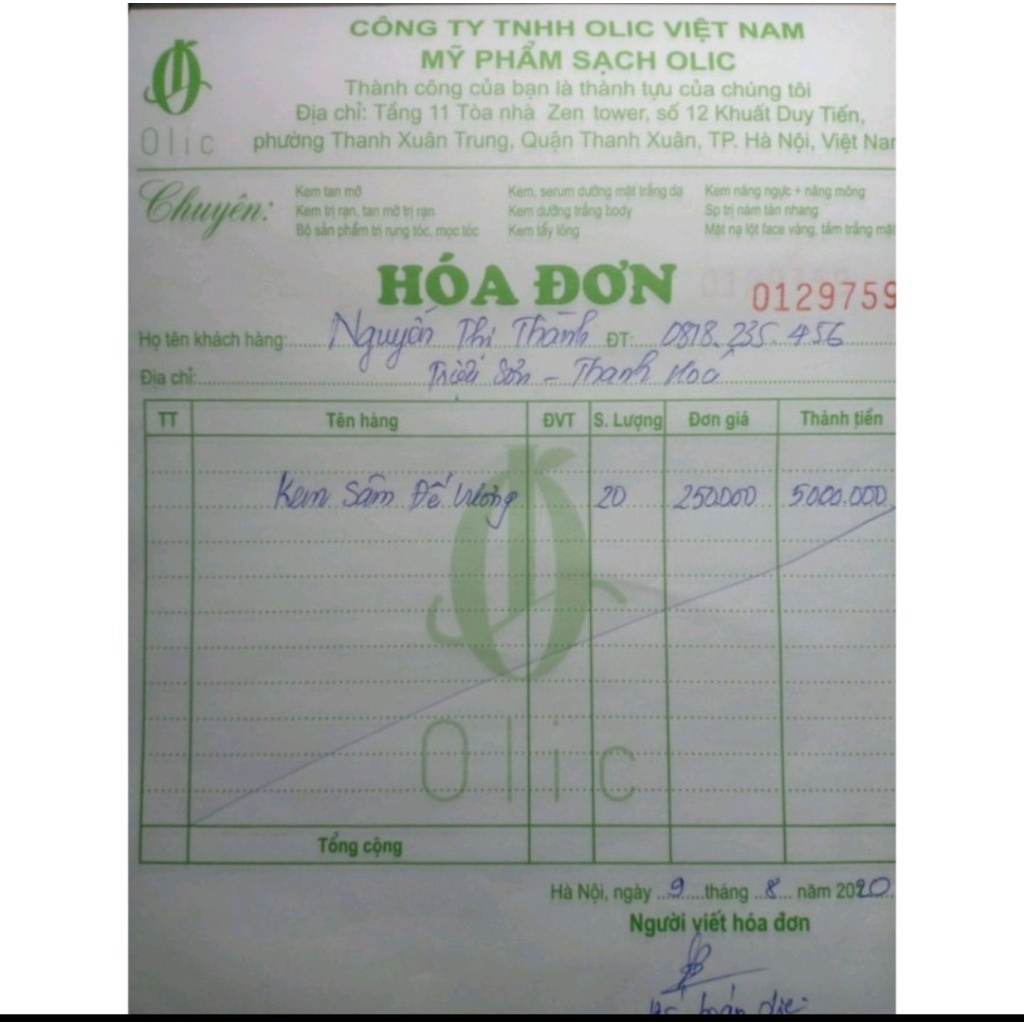 CÔNG TY TNHH OLIC VIỆT NAM
MỸ PHẨM SẠCH OLIC
Thành công của bạn là thành tựu của chúng tôi
Địa chỉ: Tầng 11 Tòa nhà Zen tower, số 12 Khuất Duy Tiến,
phường Thanh Xuân Trung, Quận Thanh Xuân, TP. Hà Nội, Việt Nam
Olic
Chuyên:
Kem tan mỡ Kem, serum dưỡng mặt trắng da Kem nâng ngực + nâng mông
Kem trị rạn, tan mỡ trị rạn Kem dưỡng trắng body Sp trị nám tàn nhang
Bộ sản phẩm trị rụng tóc, mọc tóc Kem tẩy lông Mặt nạ lột face vàng, tắm trắng mặt
HÓA ĐƠN 0129759
Họ tên khách hàng: Nguyễn Thị Thành ĐT: 0818.235.456
Địa chỉ: Triệu Sơn - Thanh Hoá
TT Tên hàng ĐVT S. Lượng Đơn giá Thành tiền
Kem Sâm Đế Vương 20 250.000 5000.000
Olic
Tổng cộng
Hà Nội, ngày 9 tháng 8 năm 2020
Người viết hóa đơn